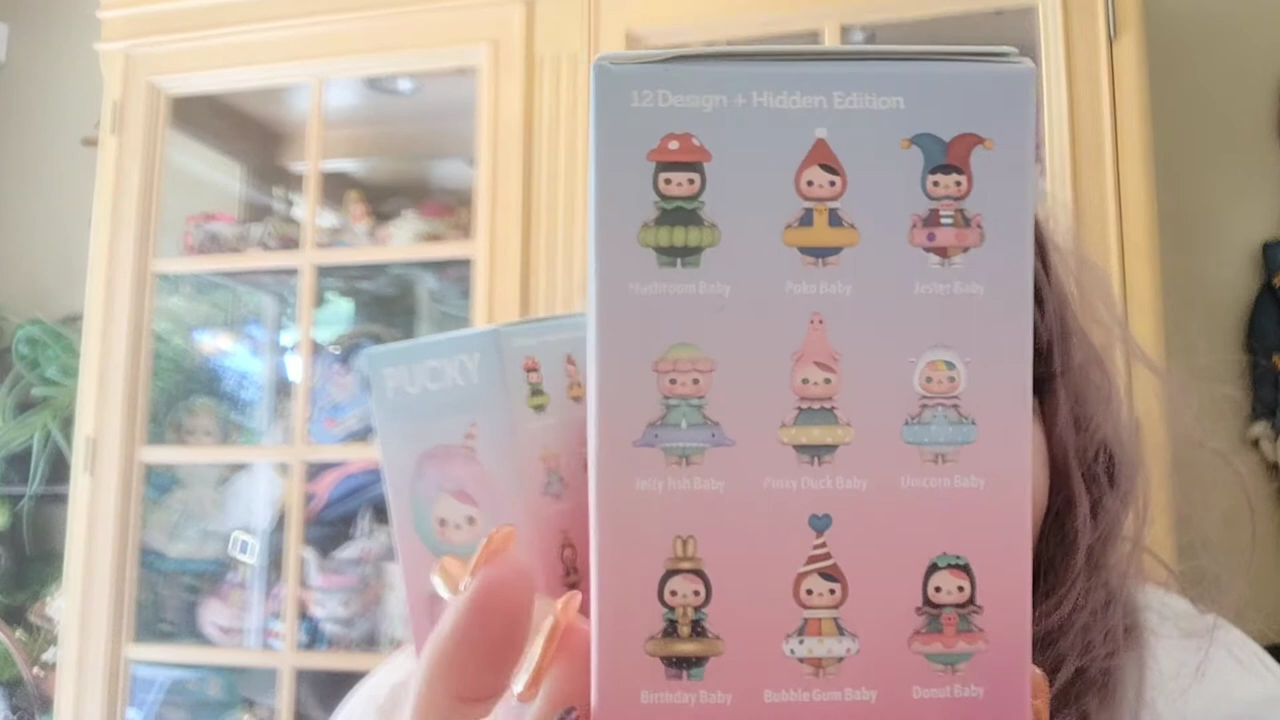 12 Design + Hidden Edition
Mushroom Baby Poko Baby Jester Baby
Jelly fish Baby Pinky Duck Baby Unicorn Baby
Birthday Baby Bubble Gum Baby Donut Baby
PUCKY